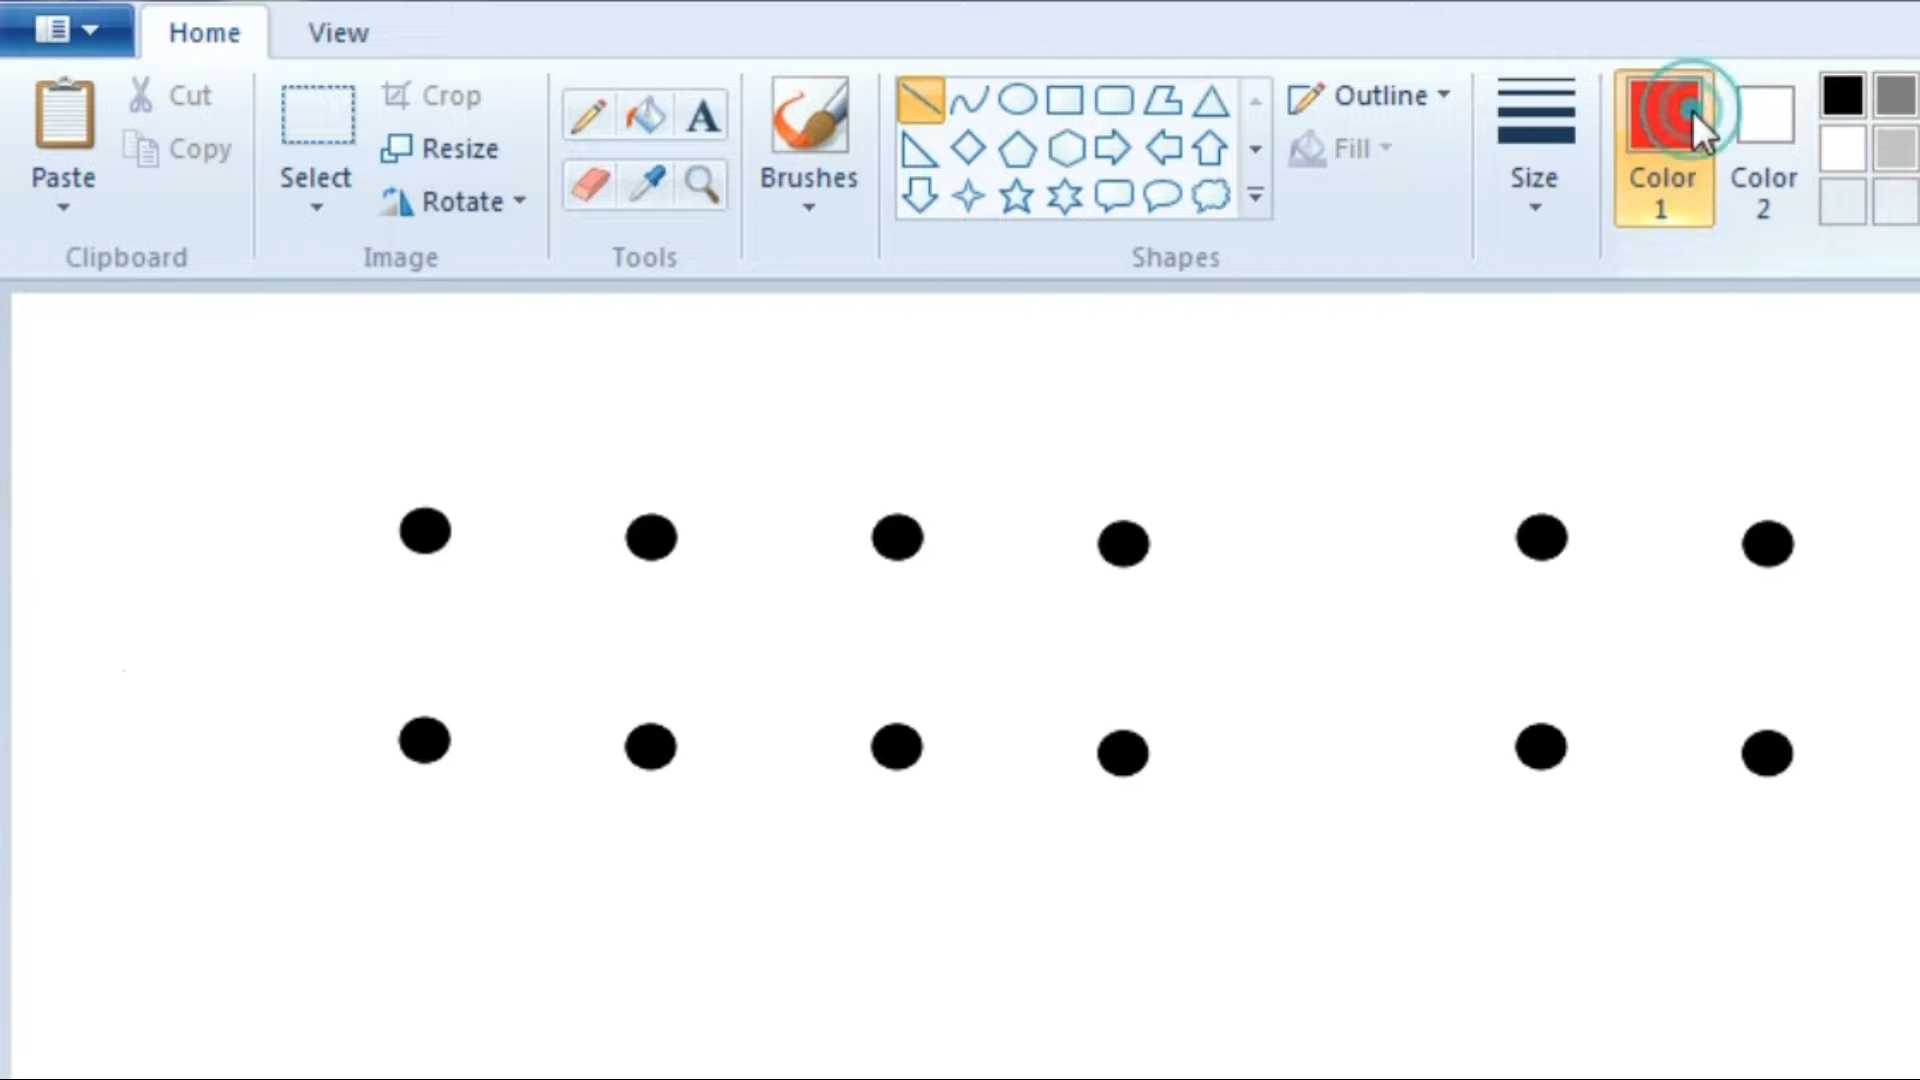 Home View
Paste
Cut
Copy
Clipboard
Select
Crop
Resize
Rotate
Image
A
Tools
Brushes
Outline
Fill
Shapes
Size
Color
1
Color
2